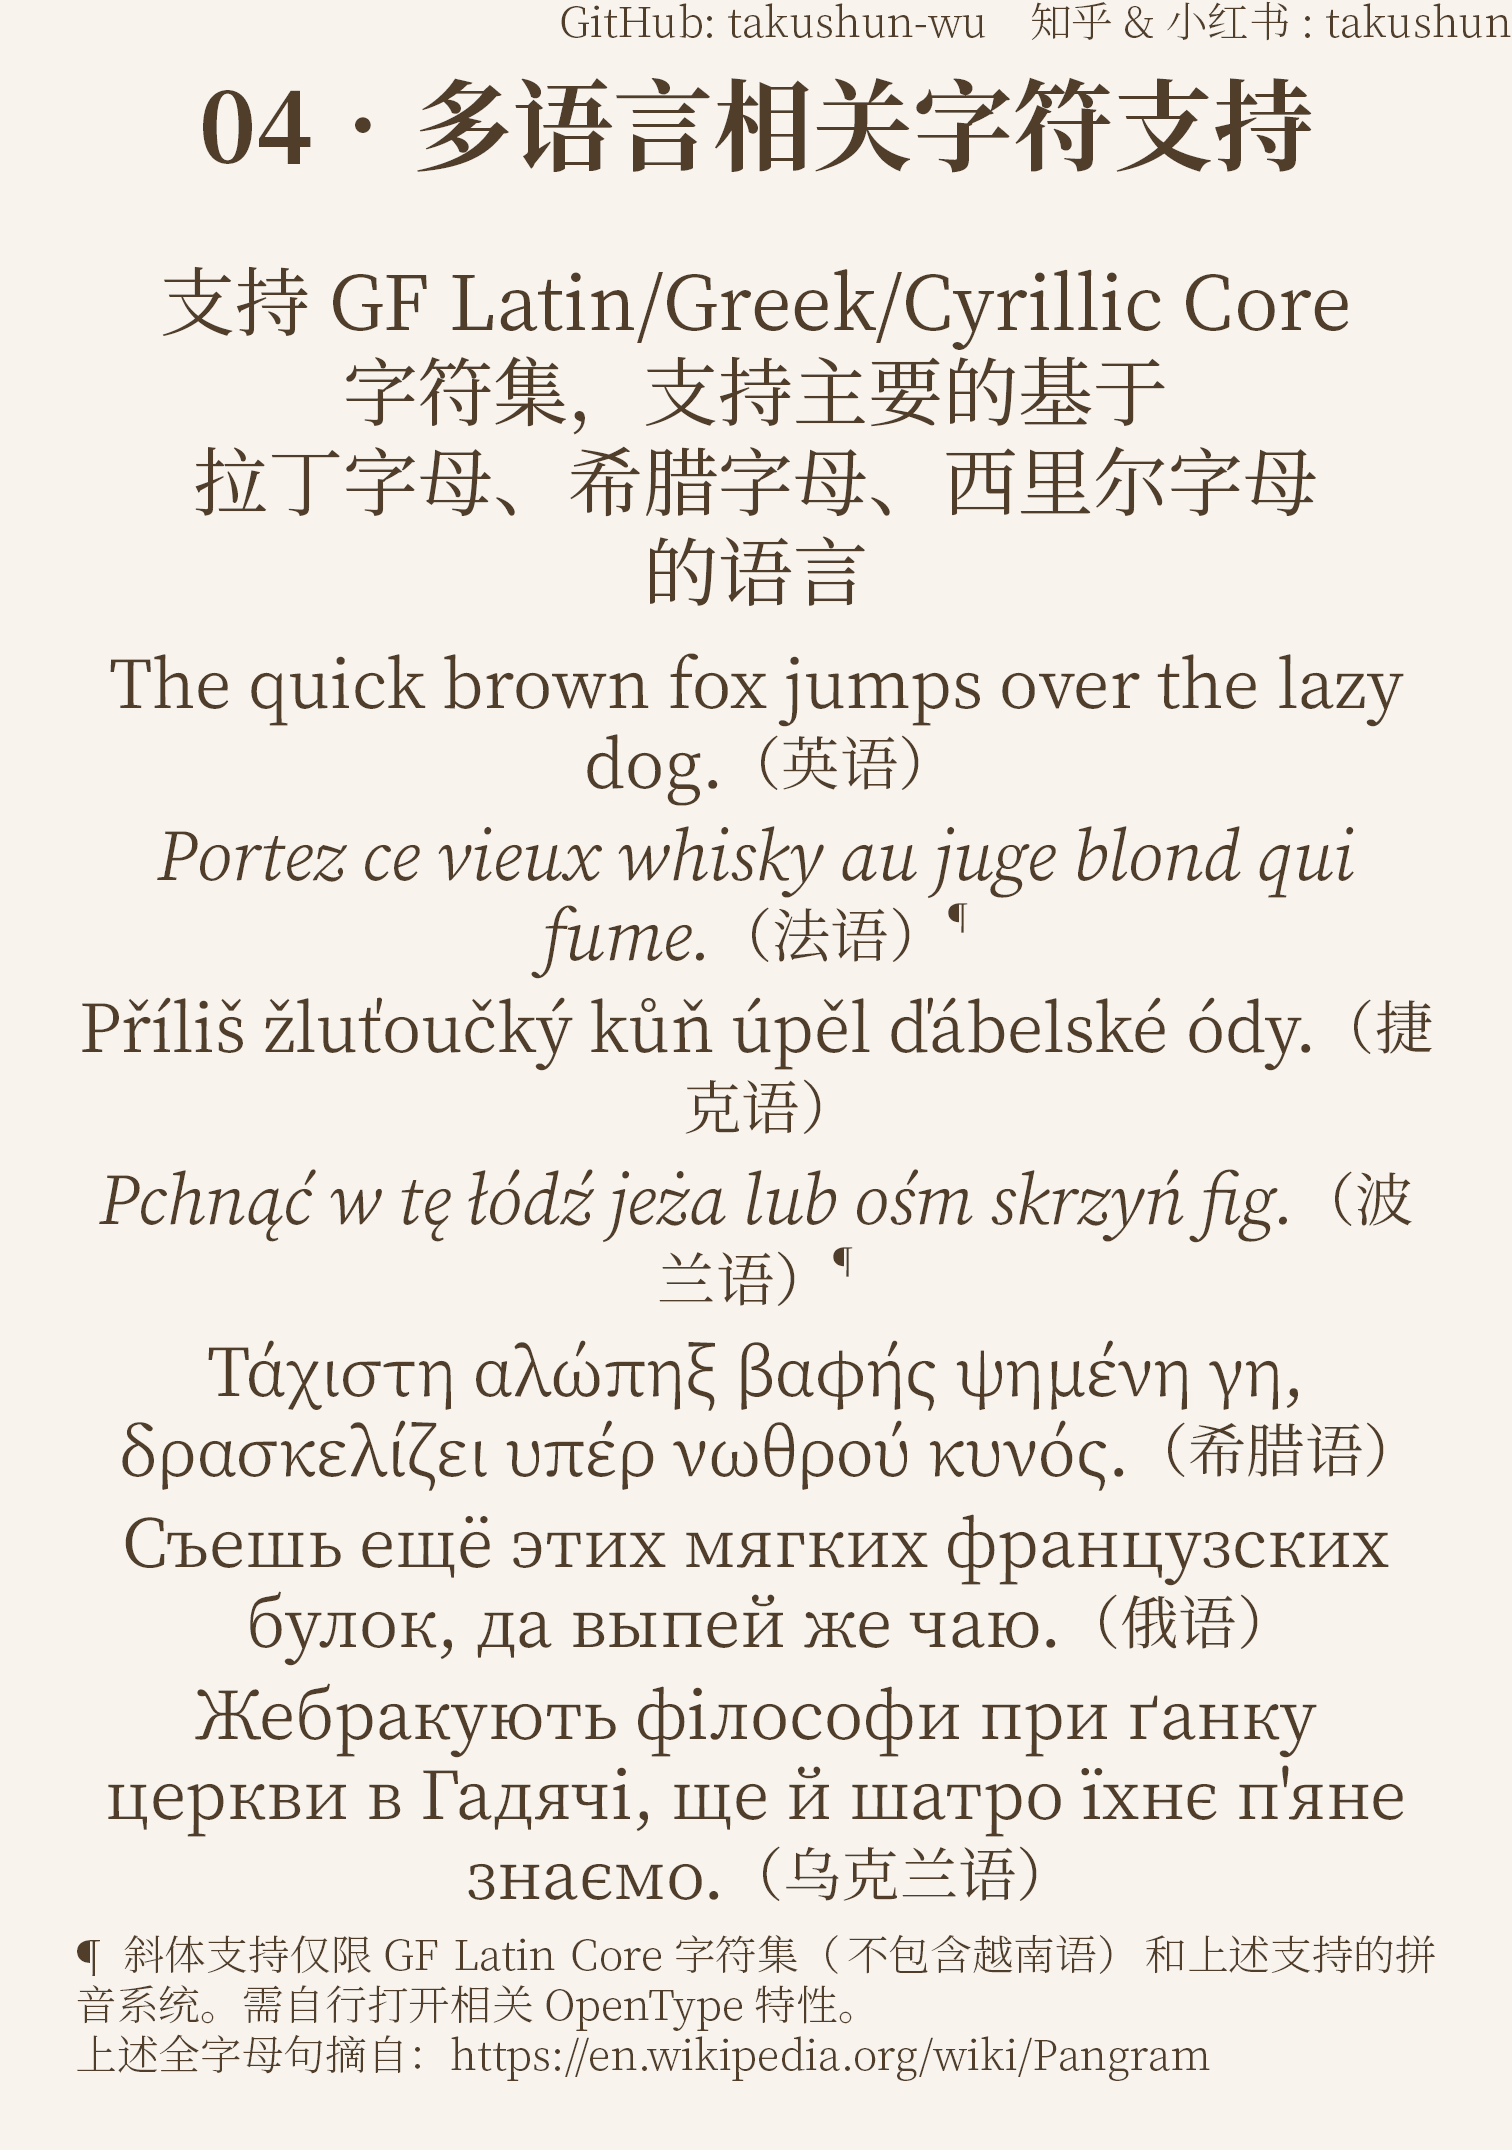 GitHub: takushun-wu 知乎 & 小红书 : takushun
04 · 多语言相关字符支持
支持 GF Latin/Greek/Cyrillic Core
字符集，支持主要的基于
拉丁字母、希腊字母、西里尔字母
的语言
The quick brown fox jumps over the lazy
dog.（英语）
Portez ce vieux whisky au juge blond qui
fume.（法语）¶
Příliš žluťoučký kůň úpěl ďábelské ódy.（捷
克语）
Pchnąć w tę łódź jeża lub ośm skrzyń fig.（波
兰语）¶
Τάχιστη αλώπηξ βαφής ψημένη γη,
δρασκελίζει υπέρ νωθρού κυνός.（希腊语）
Съешь ещё этих мягких французских
булок, да выпей же чаю.（俄语）
Жебракують філософи при ґанку
церкви в Гадячі, ще й шатро їхнє п'яне
знаємо.（乌克兰语）
¶ 斜体支持仅限 GF Latin Core 字符集（不包含越南语）和上述支持的拼
音系统。需自行打开相关 OpenType 特性。
上述全字母句摘自：https://en.wikipedia.org/wiki/Pangram